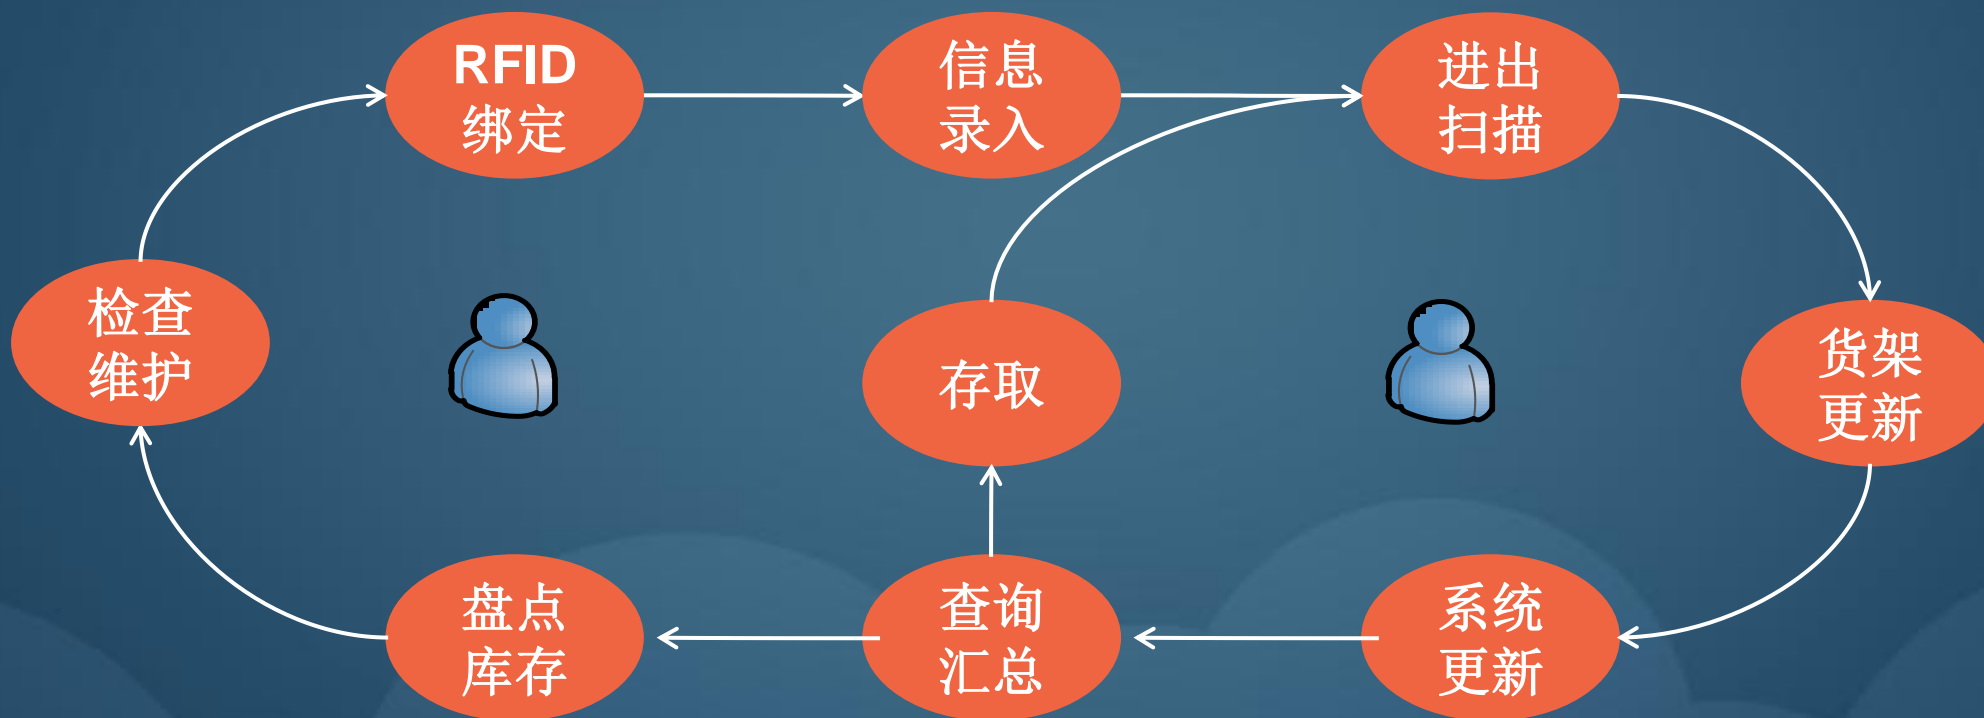 RFID
绑定
信息
录入
进出
扫描
检查
维护
存取
货架
更新
盘点
库存
查询
汇总
系统
更新